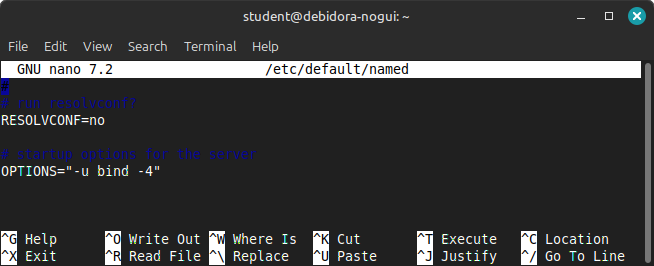 student@debidora-nogui: ~
File Edit View Search Terminal Help
GNU nano 7.2 /etc/default/named
#
# run resolvconf?
RESOLVCONF=no
# startup options for the server
OPTIONS="-u bind -4"
^G Help ^O Write Out ^W Where Is ^K Cut ^T Execute ^C Location
^X Exit ^R Read File ^\ Replace ^U Paste ^J Justify ^/ Go To Line